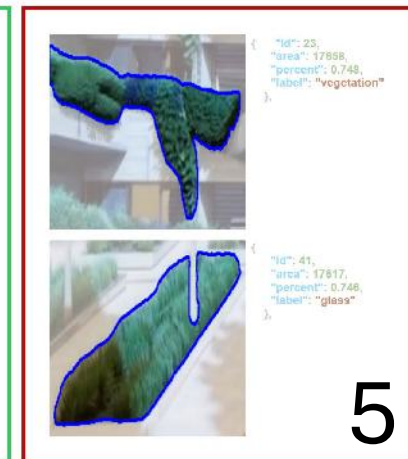 { "id": 23,
"area": 17658,
"percent": 0.748,
"label": "vegetation"
},
{
"id": 41,
"area": 17617,
"percent": 0.746,
"label": "glass"
},
5